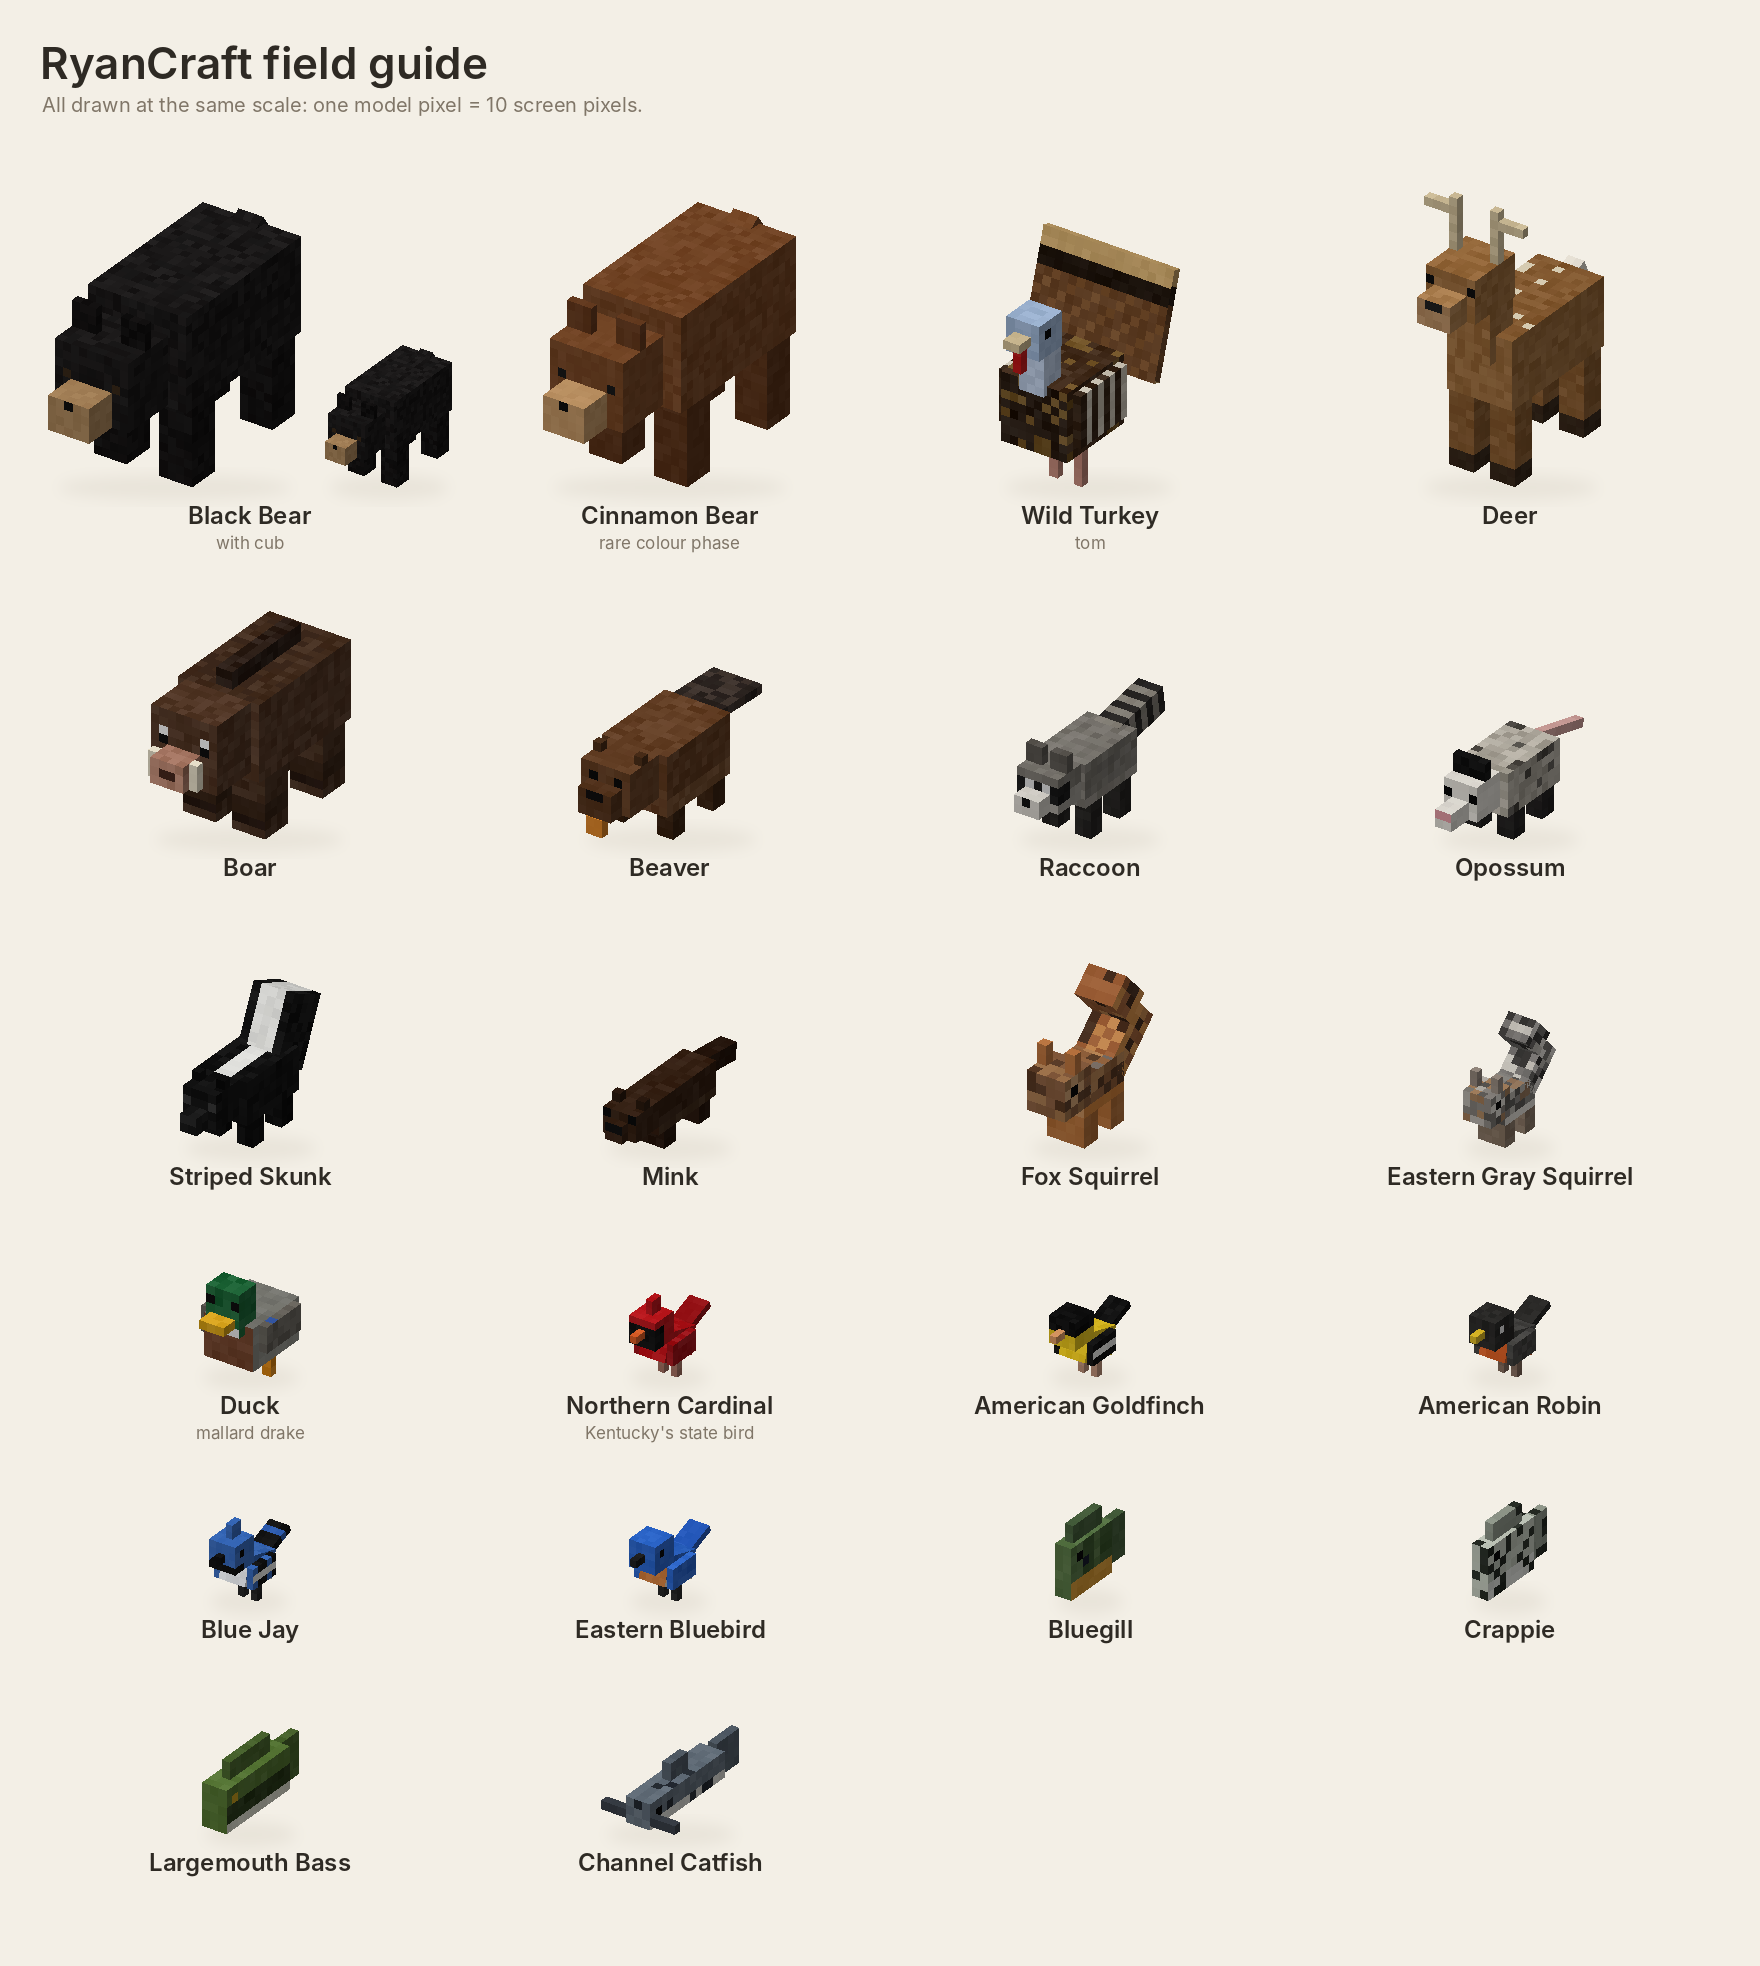 RyanCraft field guide
All drawn at the same scale: one model pixel = 10 screen pixels.
Black Bear
with cub
Cinnamon Bear
rare colour phase
Wild Turkey
tom
Deer
Boar
Beaver
Raccoon
Opossum
Striped Skunk
Mink
Fox Squirrel
Eastern Gray Squirrel
Duck
mallard drake
Northern Cardinal
Kentucky's state bird
American Goldfinch
American Robin
Blue Jay
Eastern Bluebird
Bluegill
Crappie
Largemouth Bass
Channel Catfish